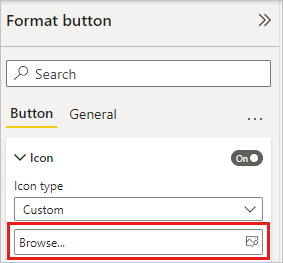 Format button
Search
Button General ...
Icon On
Icon type
Custom
Browse...